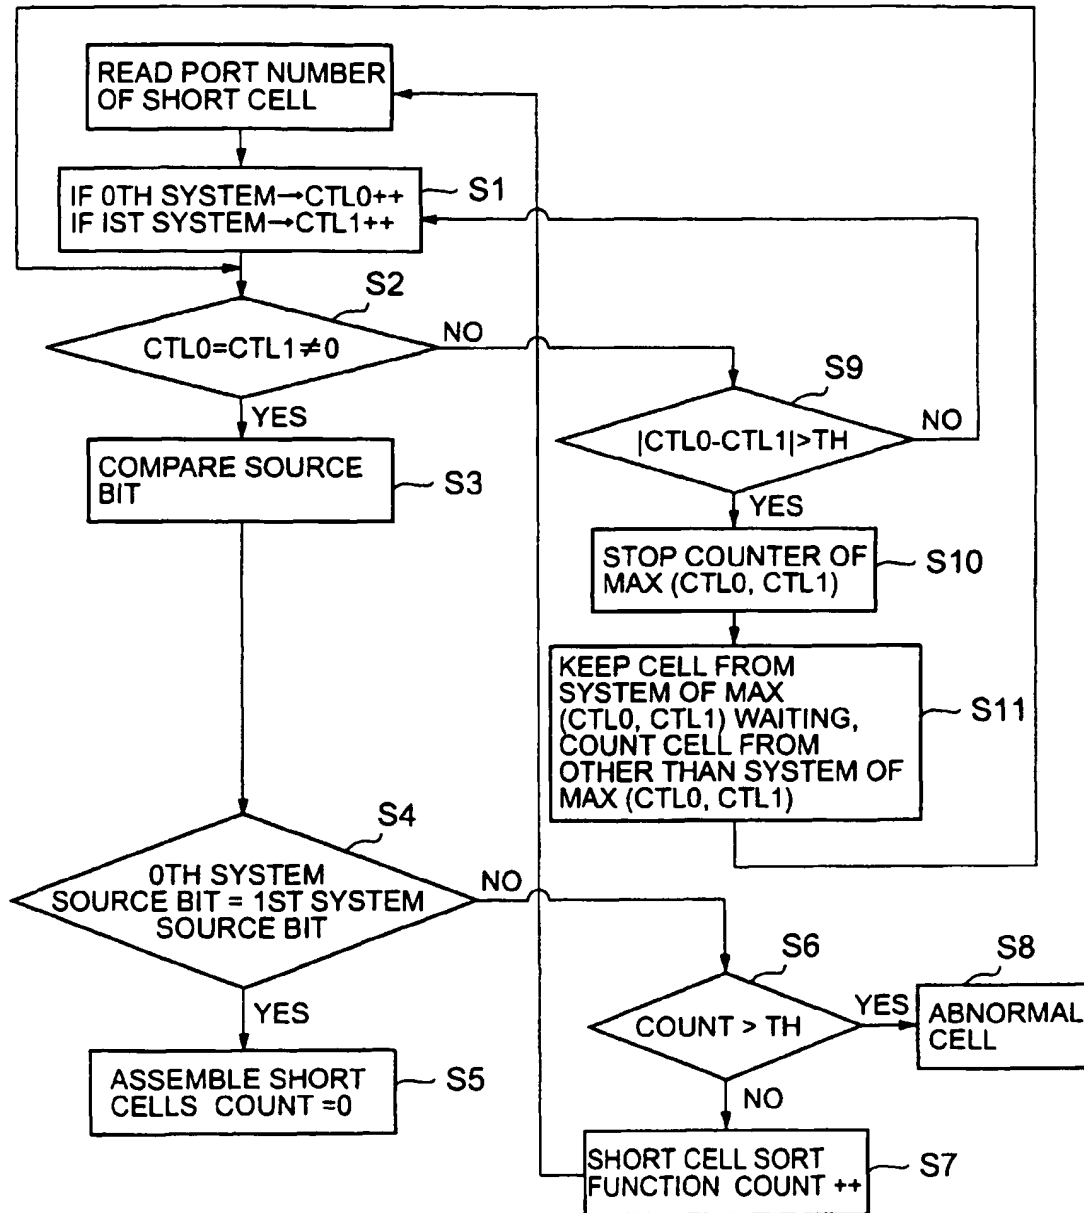 READ PORT NUMBER
OF SHORT CELL
IF 0TH SYSTEM→CTL0++
IF IST SYSTEM→CTL1++
S1
S2
CTL0=CTL1≠0
NO
YES
S9
|CTL0-CTL1|>TH
NO
YES
COMPARE SOURCE
BIT
S3
STOP COUNTER OF
MAX (CTL0, CTL1)
S10
KEEP CELL FROM
SYSTEM OF MAX
(CTL0, CTL1) WAITING,
COUNT CELL FROM
OTHER THAN SYSTEM OF
MAX (CTL0, CTL1)
S11
S4
0TH SYSTEM
SOURCE BIT = 1ST SYSTEM
SOURCE BIT
NO
YES
S6
COUNT > TH
YES
NO
S8
ABNORMAL
CELL
ASSEMBLE SHORT
CELLS COUNT =0
S5
SHORT CELL SORT
FUNCTION COUNT ++
S7